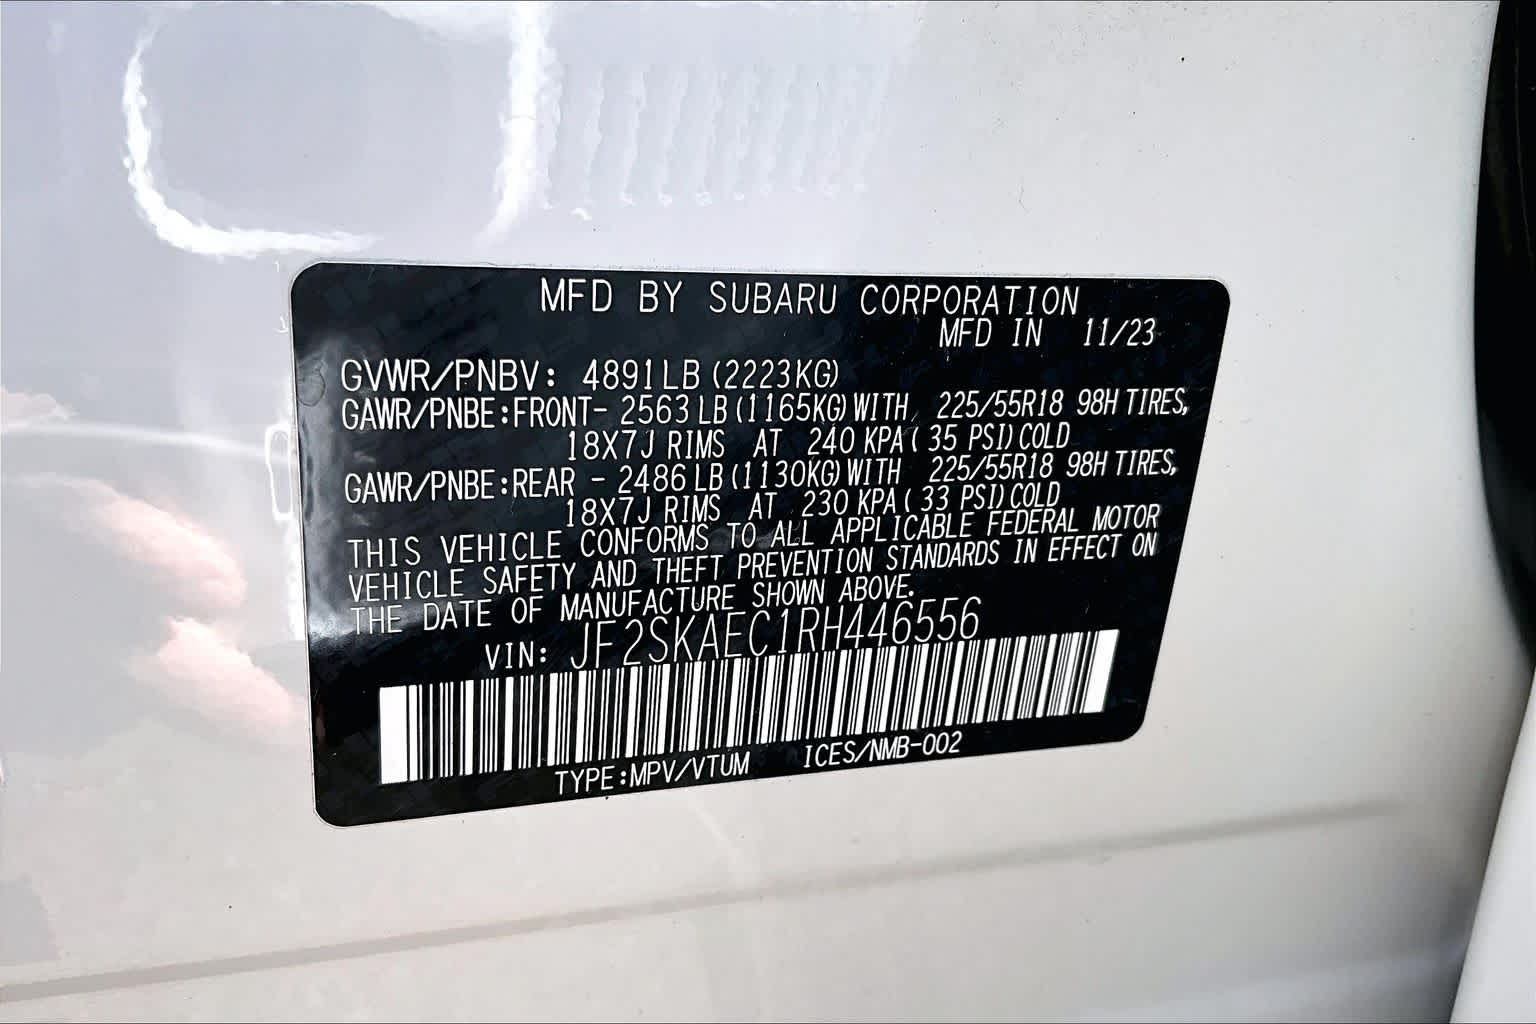 MFD BY SUBARU CORPORATION
MFD IN 11/23
GVWR/PNBV: 4891LB (2223KG)
GAWR/PNBE:FRONT- 2563 LB (1165KG) WITH 225/55R18 98H TIRES,
18X7J RIMS AT 240 KPA ( 35 PSI) COLD
GAWR/PNBE:REAR - 2486 LB (1130KG) WITH 225/55R18 98H TIRES,
18X7J RIMS AT 230 KPA ( 33 PSI) COLD
THIS VEHICLE CONFORMS TO ALL APPLICABLE FEDERAL MOTOR
VEHICLE SAFETY AND THEFT PREVENTION STANDARDS IN EFFECT ON
THE DATE OF MANUFACTURE SHOWN ABOVE.
VIN: JF2SKAEC1RH446556
TYPE:MPV/VTUM ICES/NMB-002